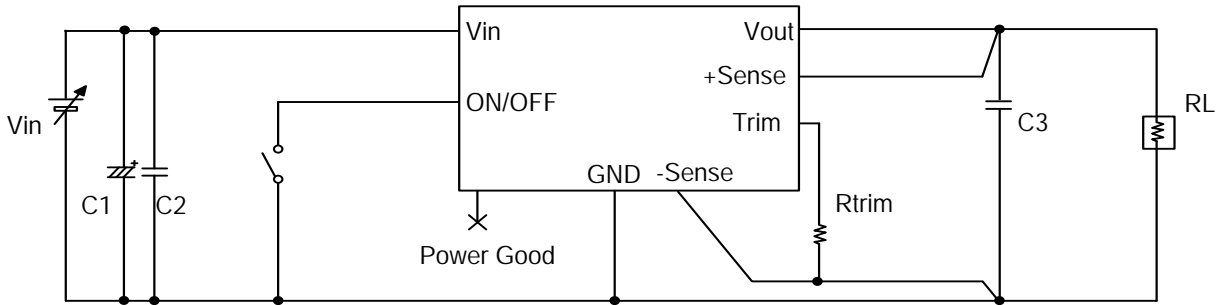 Vin
Vout
+Sense
ON/OFF
Vin
Trim
C3
RL
GND
-Sense
C1
+
C2
Rtrim
Power Good